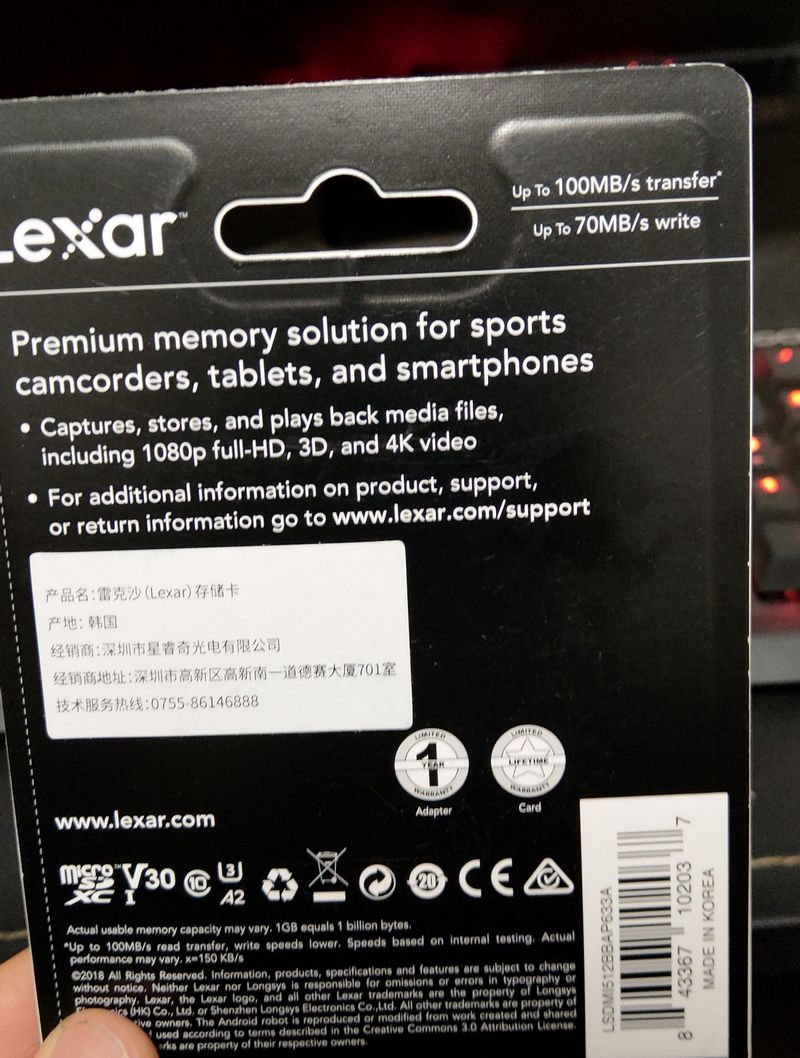 Lexar™
Up To 100MB/s transfer*
Up To 70MB/s write
Premium memory solution for sports
camcorders, tablets, and smartphones
• Captures, stores, and plays back media files,
including 1080p full-HD, 3D, and 4K video
• For additional information on product, support,
or return information go to www.lexar.com/support
产品名:雷克沙(Lexar)存储卡
产地: 韩国
经销商:深圳市星睿奇光电有限公司
经销商地址:深圳市高新区高新南一道德赛大厦701室
技术服务热线:0755-86146888
LIMITED
1
YEAR
WARRANTY
Adapter
LIMITED
LIFETIME
WARRANTY
Card
www.lexar.com
micro SD XC™ I V30 10 U3 A2 20 CE
Actual usable memory capacity may vary. 1GB equals 1 billion bytes.
*Up to 100MB/s read transfer, write speeds lower. Speeds based on internal testing. Actual
performance may vary. x=150 KB/s
©2018 All Rights Reserved. Information, products, specifications and features are subject to change
without notice. Neither Lexar nor Longsys is responsible for omissions or errors in typography or
photography. Lexar, the Lexar logo, and all other Lexar trademarks are the property of Longsys
(HK) Co., Ltd. or Shenzhen Longsys Electronics Co.,Ltd. All other trademarks are property of
owners. The Android robot is reproduced or modified from work created and shared
used according to terms described in the Creative Commons 3.0 Attribution License.
are property of their respective owners.
LSDMI512BBAP633A
8 43367 10203 7
MADE IN KOREA